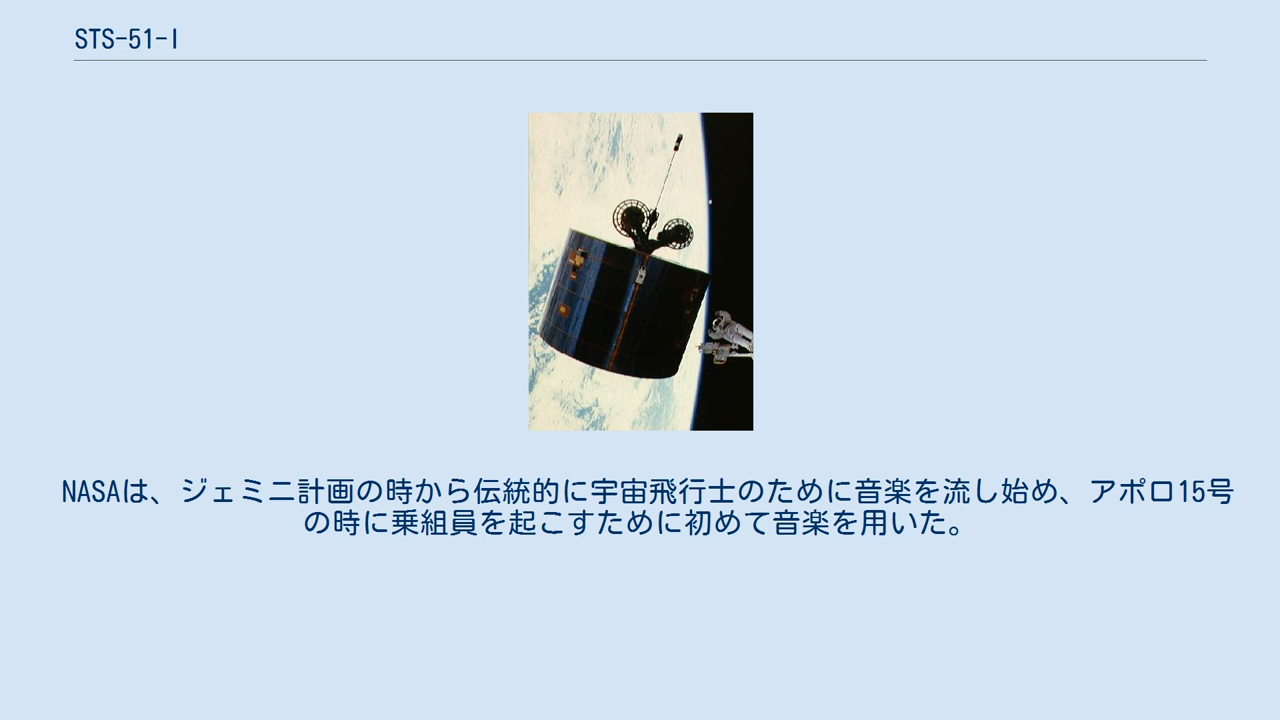 STS-51-I
NASAは、ジェミニ計画の時から伝統的に宇宙飛行士のために音楽を流し始め、アポロ15号
の時に乗組員を起こすために初めて音楽を用いた。